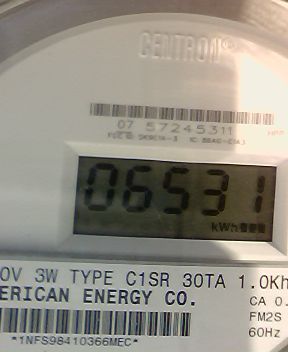 CENTRON®
07 57245311
06531
kWh
0V 3W TYPE C1SR 30TA 1.0Kh
ERICAN ENERGY CO.
CA 0.
FM2S
60Hz
*1NFS98410366MEC*